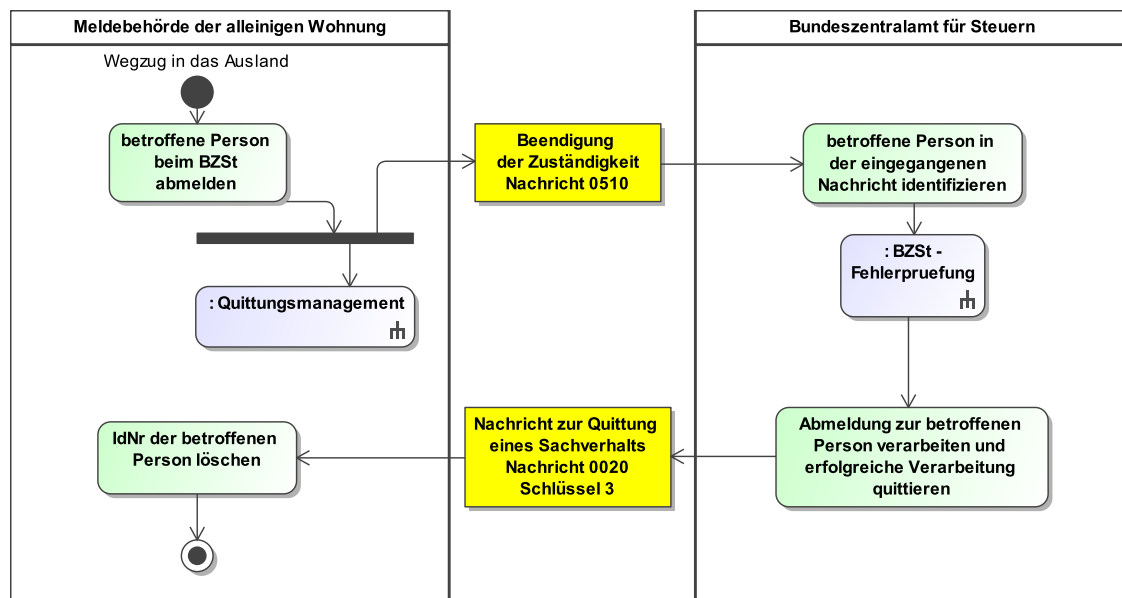 Meldebehörde der alleinigen Wohnung
Bundeszentralamt für Steuern
Wegzug in das Ausland
betroffene Person
beim BZSt
abmelden
Beendigung
der Zuständigkeit
Nachricht 0510
betroffene Person in
der eingegangenen
Nachricht identifizieren
: BZSt -
Fehlerpruefung
: Quittungsmanagement
Abmeldung zur betroffenen
Person verarbeiten und
erfolgreiche Verarbeitung
quittieren
Nachricht zur Quittung
eines Sachverhalts
Nachricht 0020
Schlüssel 3
IdNr der betroffenen
Person löschen